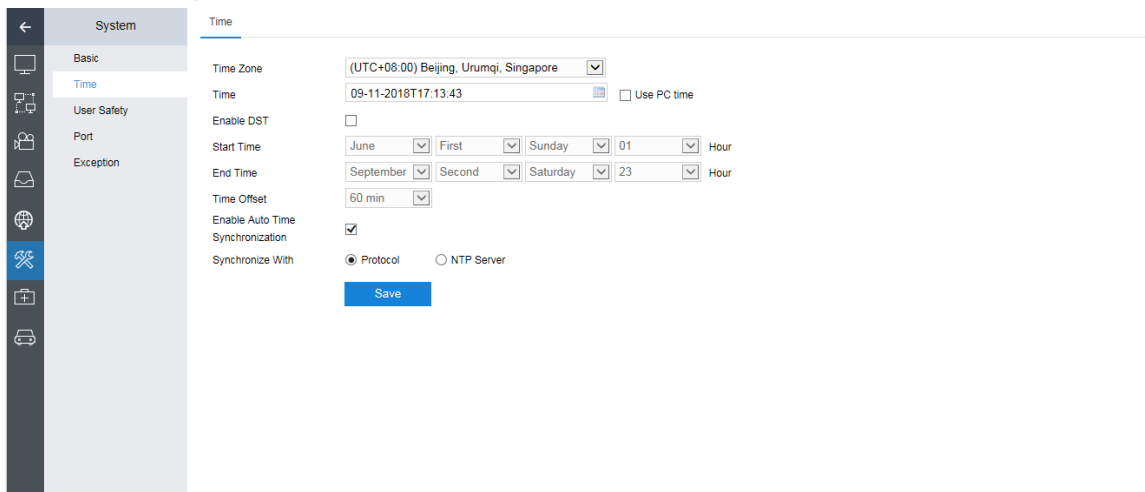 System
Time
Basic
Time
User Safety
Port
Exception
Time Zone (UTC+08:00) Beijing, Urumqi, Singapore
Time 09-11-2018T17:13:43 Use PC time
Enable DST
Start Time June First Sunday 01 Hour
End Time September Second Saturday 23 Hour
Time Offset 60 min
Enable Auto Time
Synchronization
Synchronize With Protocol NTP Server
Save